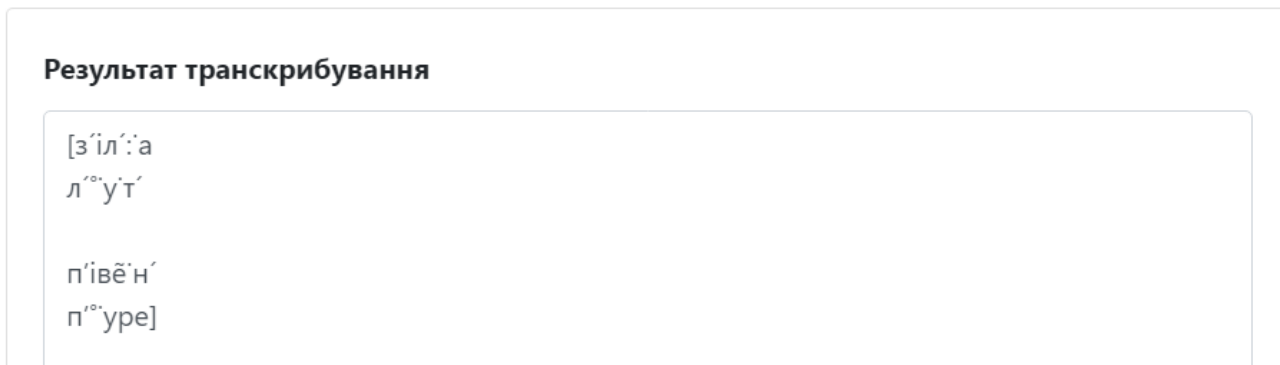 Результат транскрибування
[з´іл´:˙а
л´°˙у˙т´
п’івẽ˙н´
п’°˙уре]